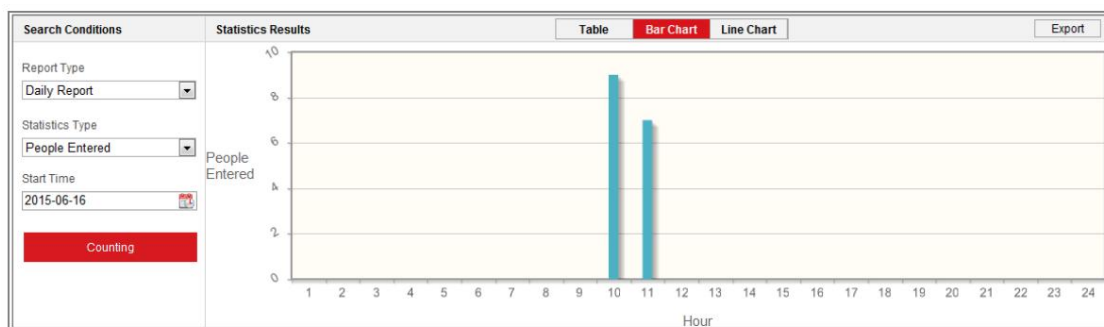 Search Conditions
Statistics Results
Table Bar Chart Line Chart
Export
Report Type
Daily Report
Statistics Type
People Entered
Start Time
2015-06-16
Counting
People
Entered
10
8
6
4
2
0
1 2 3 4 5 6 7 8 9 10 11 12 13 14 15 16 17 18 19 20 21 22 23 24
Hour